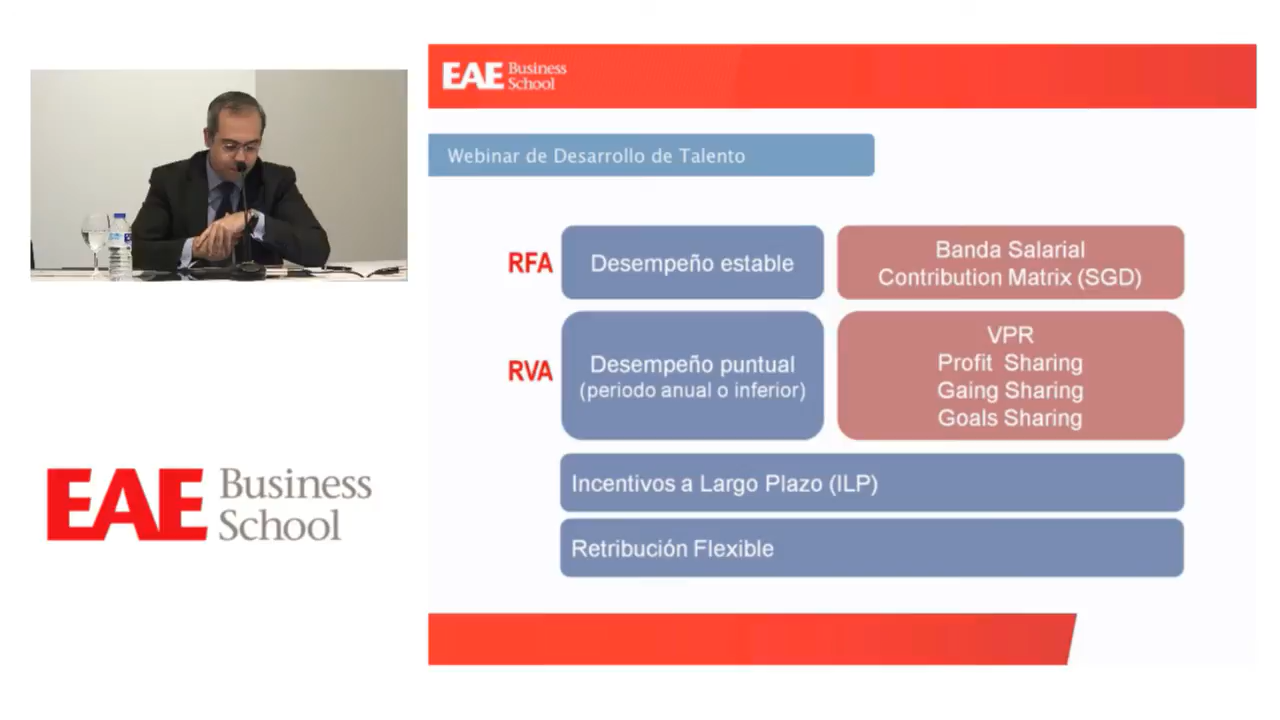 EAE Business
School
Webinar de Desarrollo de Talento
RFA
Desempeño estable
Banda Salarial
Contribution Matrix (SGD)
RVA
Desempeño puntual
(periodo anual o inferior)
VPR
Profit Sharing
Gaing Sharing
Goals Sharing
Incentivos a Largo Plazo (ILP)
Retribución Flexible
EAE Business
School